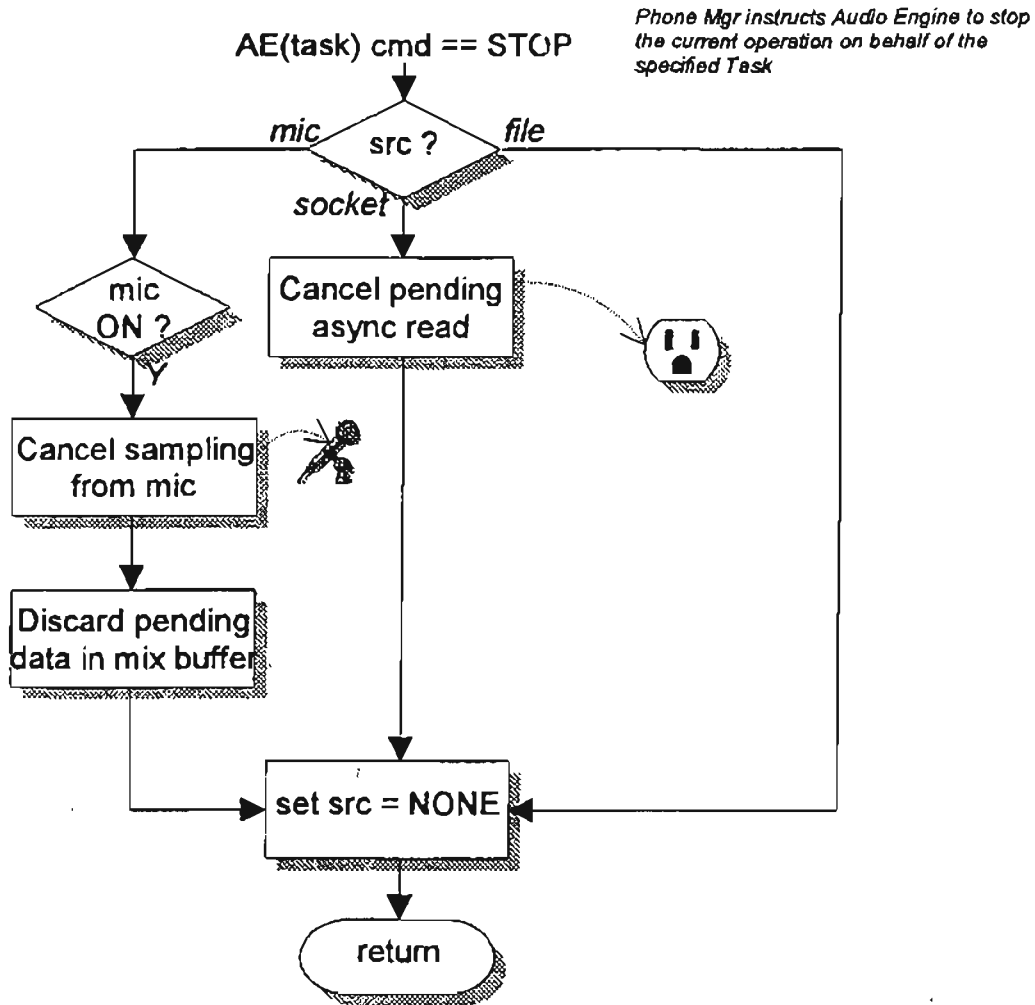 Phone Mgr instructs Audio Engine to stop
the current operation on behalf of the
specified Task
AE(task) cmd == STOP
mic
src ?
file
socket
mic
ON ?
Y
Cancel pending
async read
Cancel sampling
from mic
Discard pending
data in mix buffer
set src = NONE
return